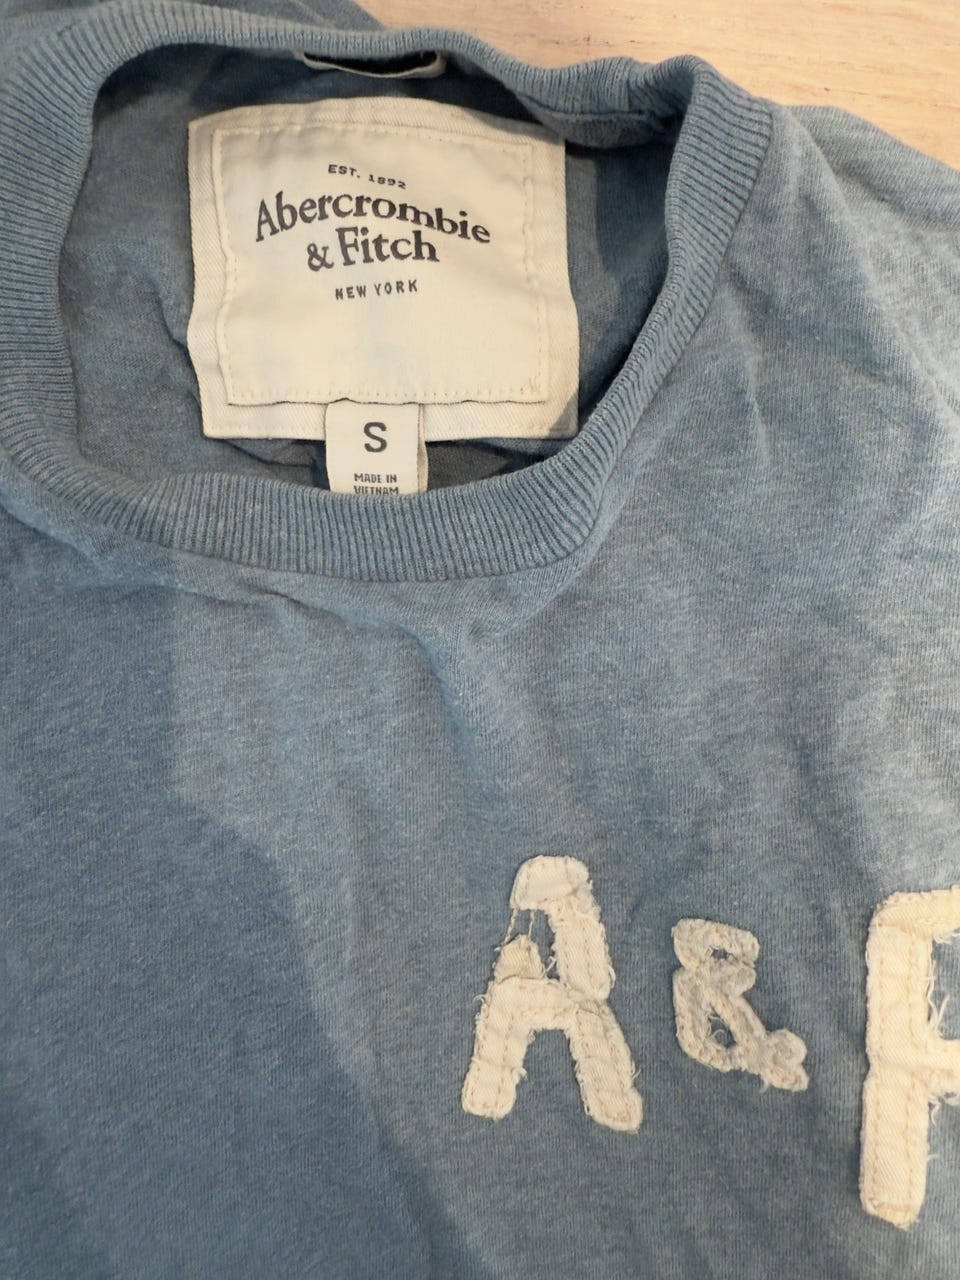 EST. 1892
Abercrombie
& Fitch
NEW YORK
S
MADE IN
VIETNAM
A & F